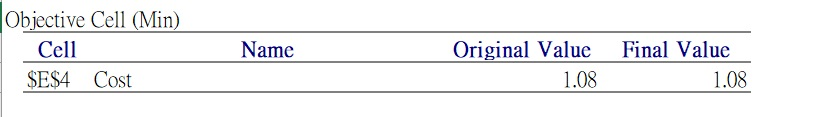 Objective Cell (Min)
Cell Name Original Value Final Value
$E$4 Cost 1.08 1.08